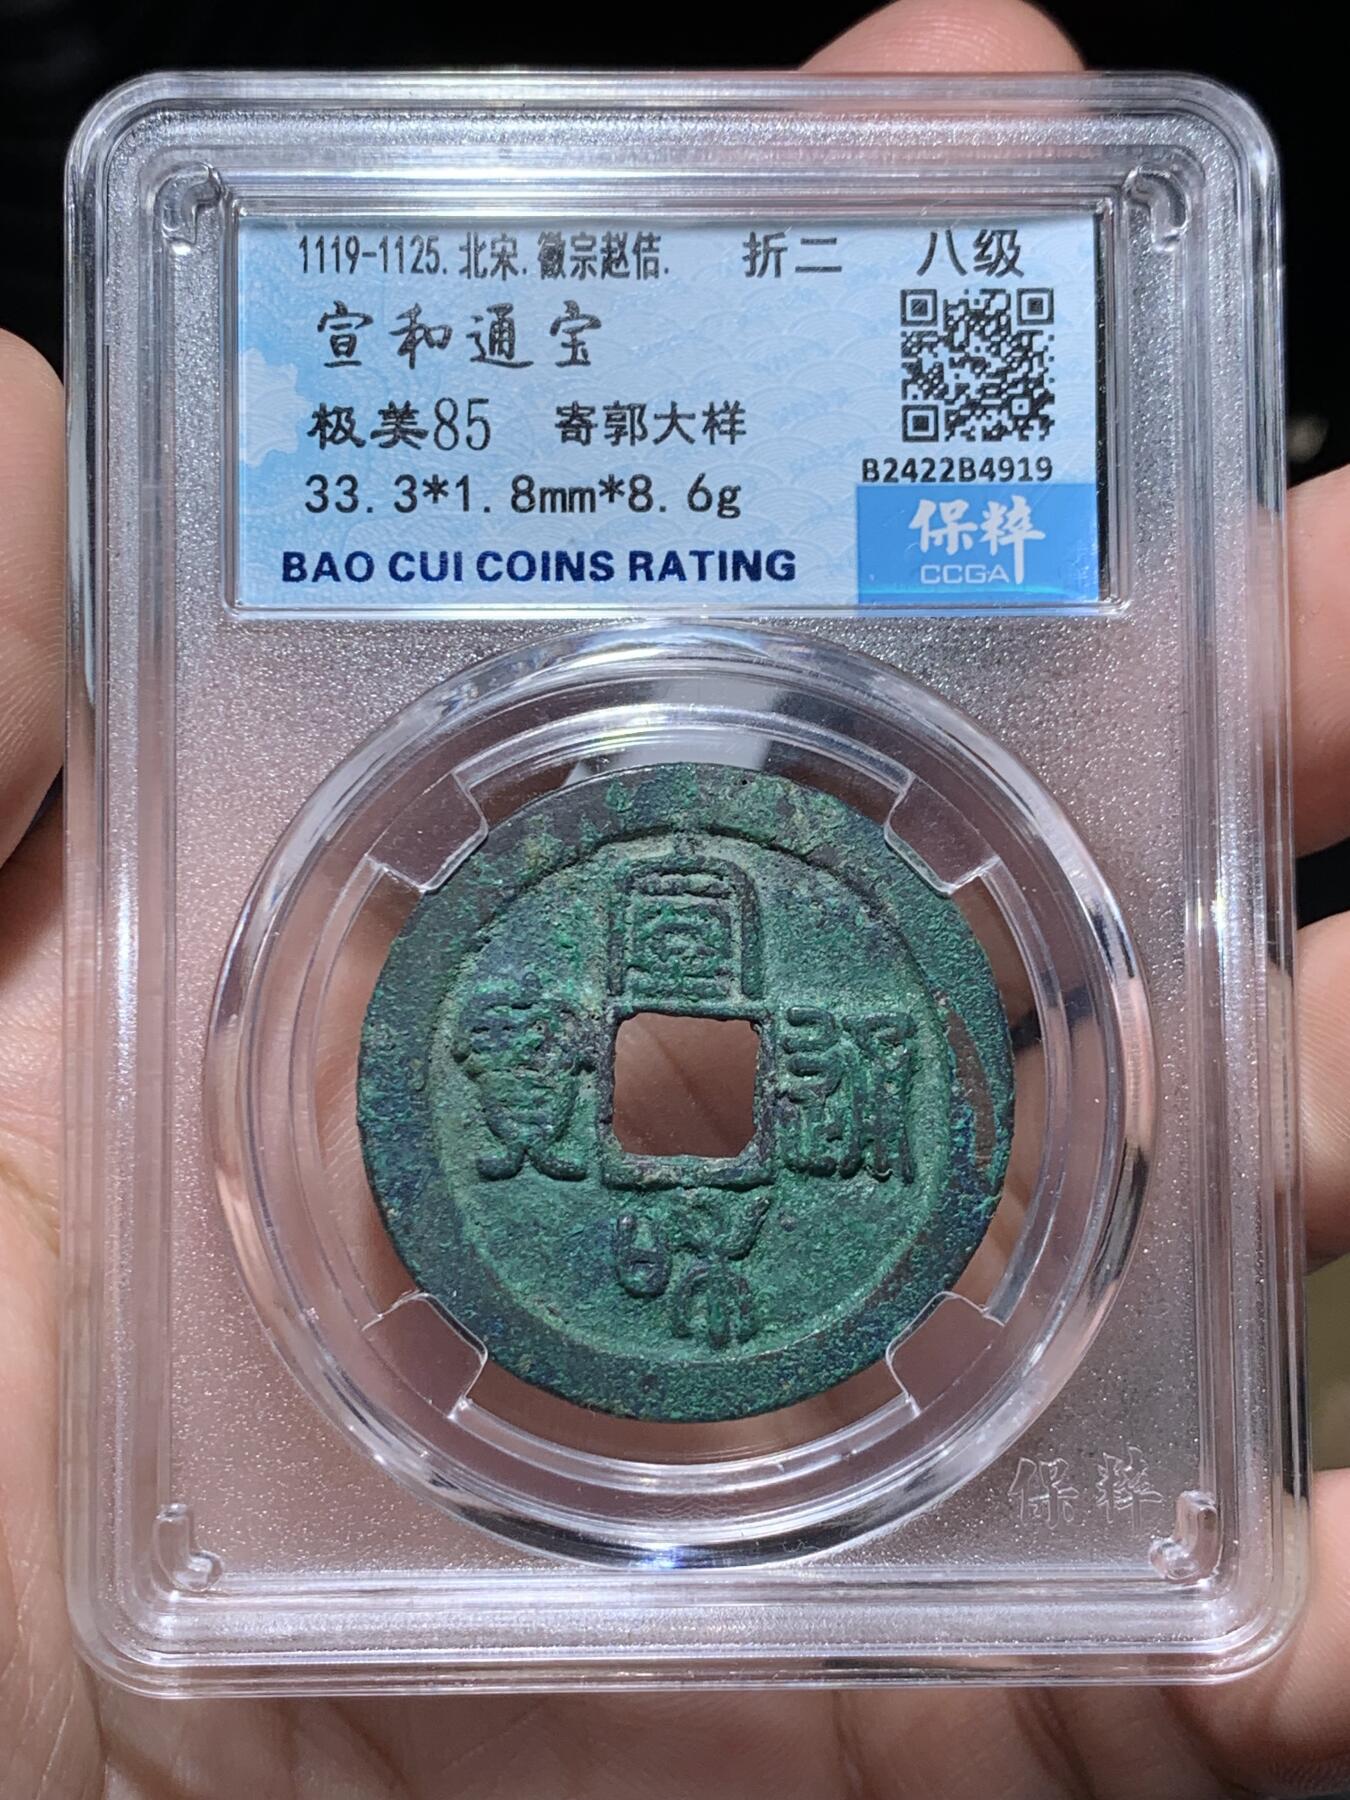 1119-1125.北宋.徽宗赵佶. 折二 八级
宣和通宝
极美85 寄郭大样
B2422B4919
33.3*1.8mm*8.6g
保粹
CCGA
BAO CUI COINS RATING
宣
寳 通
和
保粹